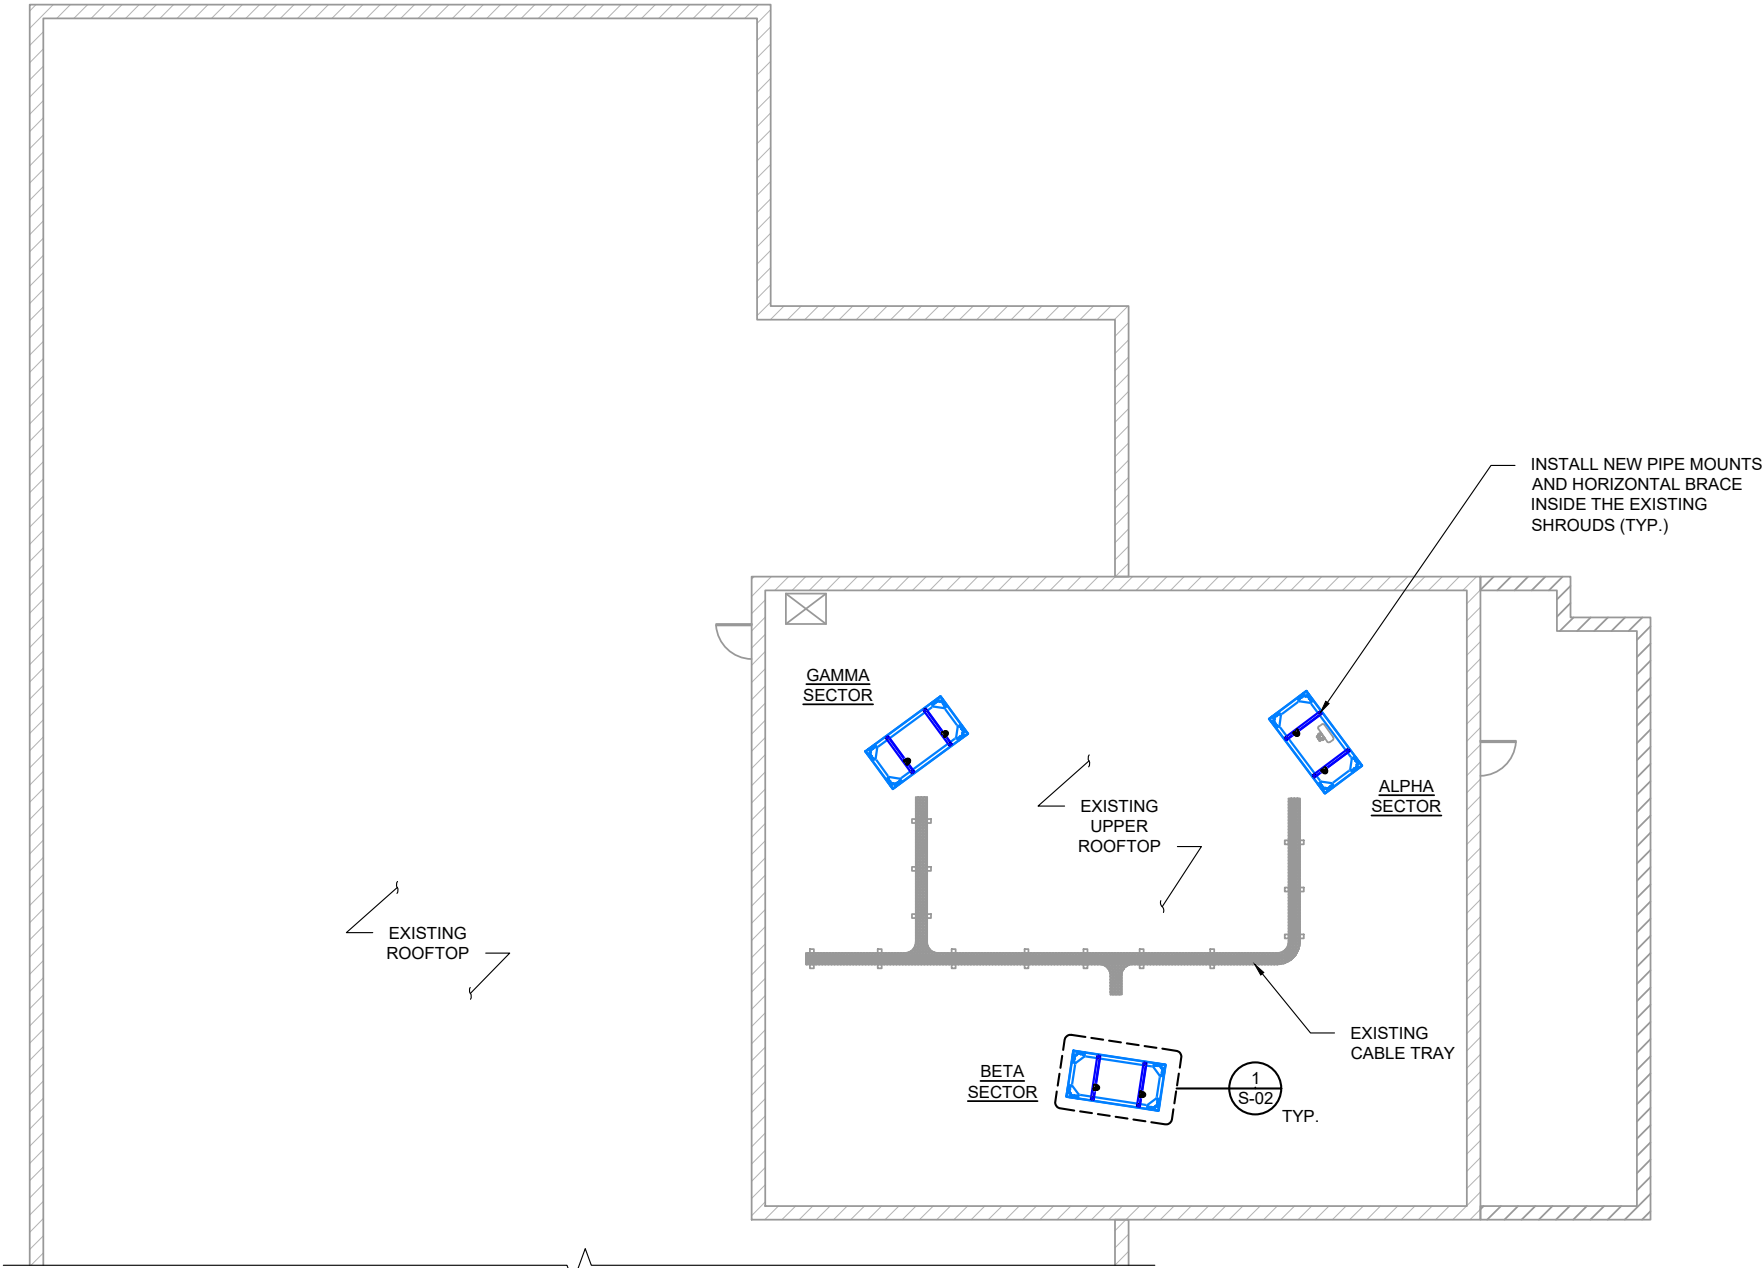 INSTALL NEW PIPE MOUNTS
AND HORIZONTAL BRACE
INSIDE THE EXISTING
SHROUDS (TYP.)
GAMMA
SECTOR
ALPHA
SECTOR
EXISTING
UPPER
ROOFTOP
EXISTING
ROOFTOP
EXISTING
CABLE TRAY
BETA
SECTOR
1
S-02
TYP.